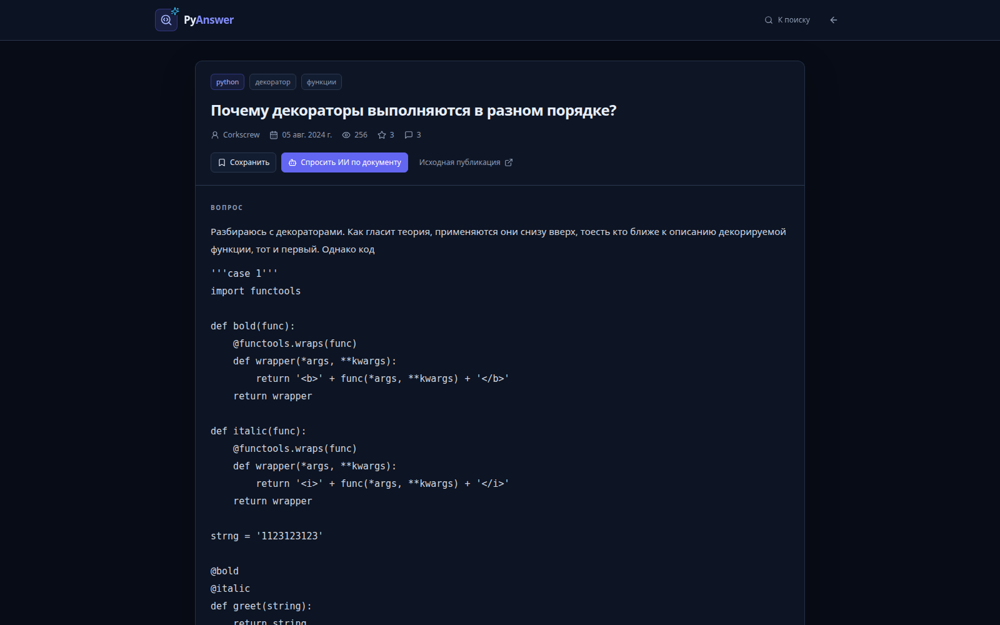 PyAnswer
К поиску
python декоратор функции
Почему декораторы выполняются в разном порядке?
Corkscrew 05 авг. 2024 г. 256 3 3
Сохранить Спросить ИИ по документу Исходная публикация
ВОПРОС
Разбираюсь с декораторами. Как гласит теория, применяются они снизу вверх, тоесть кто ближе к описанию декорируемой
функции, тот и первый. Однако код
'''case 1'''
import functools
def bold(func):
    @functools.wraps(func)
    def wrapper(*args, **kwargs):
        return '<b>' + func(*args, **kwargs) + '</b>'
    return wrapper
def italic(func):
    @functools.wraps(func)
    def wrapper(*args, **kwargs):
        return '<i>' + func(*args, **kwargs) + '</i>'
    return wrapper
strng = '1123123123'
@bold
@italic
def greet(string):
    return string